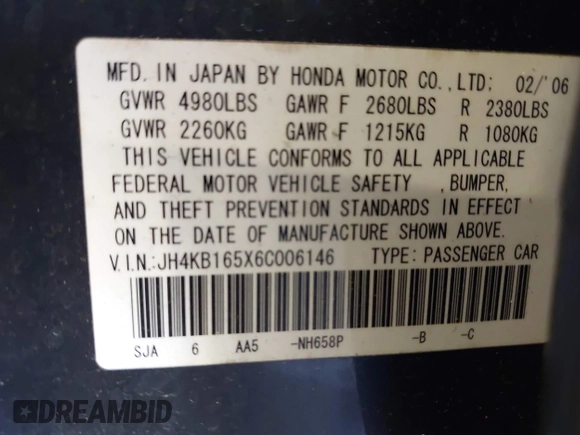 MFD. IN JAPAN BY HONDA MOTOR CO., LTD: 02/'06
GVWR 4980LBS GAWR F 2680LBS R 2380LBS
GVWR 2260KG GAWR F 1215KG R 1080KG
THIS VEHICLE CONFORMS TO ALL APPLICABLE
FEDERAL MOTOR VEHICLE SAFETY , BUMPER,
AND THEFT PREVENTION STANDARDS IN EFFECT
ON THE DATE OF MANUFACTURE SHOWN ABOVE.
V.I.N.:JH4KB165X6C006146 TYPE: PASSENGER CAR
SJA 6 AA5 -NH658P -B -C
DREAMBID